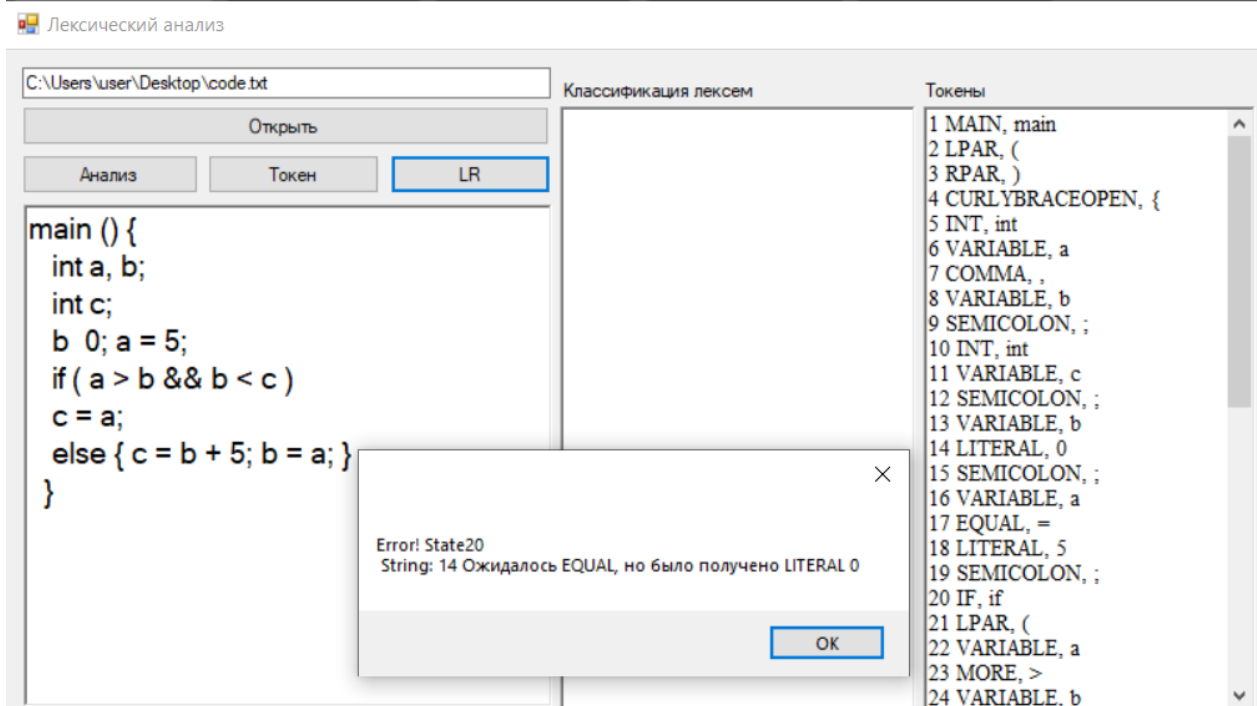 Лексический анализ
C:\Users\user\Desktop\code.txt
Открыть
Анализ Токен LR
main () {
int a, b;
int c;
b 0; a = 5;
if ( a > b && b < c )
c = a;
else { c = b + 5; b = a; }
}
Классификация лексем
Токены
1 MAIN, main
2 LPAR, (
3 RPAR, )
4 CURLYBRACEOPEN, {
5 INT, int
6 VARIABLE, a
7 COMMA, ,
8 VARIABLE, b
9 SEMICOLON, ;
10 INT, int
11 VARIABLE, c
12 SEMICOLON, ;
13 VARIABLE, b
14 LITERAL, 0
15 SEMICOLON, ;
16 VARIABLE, a
17 EQUAL, =
18 LITERAL, 5
19 SEMICOLON, ;
20 IF, if
21 LPAR, (
22 VARIABLE, a
23 MORE, >
24 VARIABLE, b
Error! State20
String: 14 Ожидалось EQUAL, но было получено LITERAL 0
OK